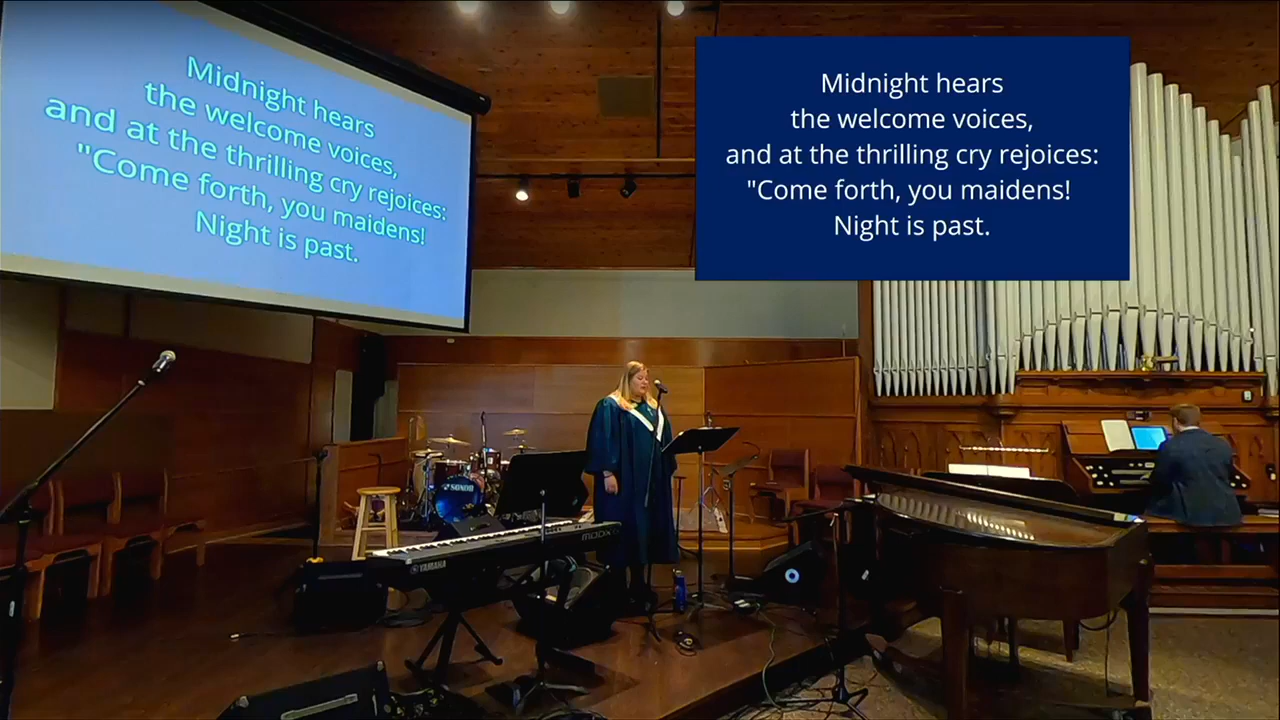 Midnight hears
the welcome voices,
and at the thrilling cry rejoices:
"Come forth, you maidens!
Night is past.
Midnight hears
the welcome voices,
and at the thrilling cry rejoices:
"Come forth, you maidens!
Night is past.
SONOR
MODX
YAMAHA